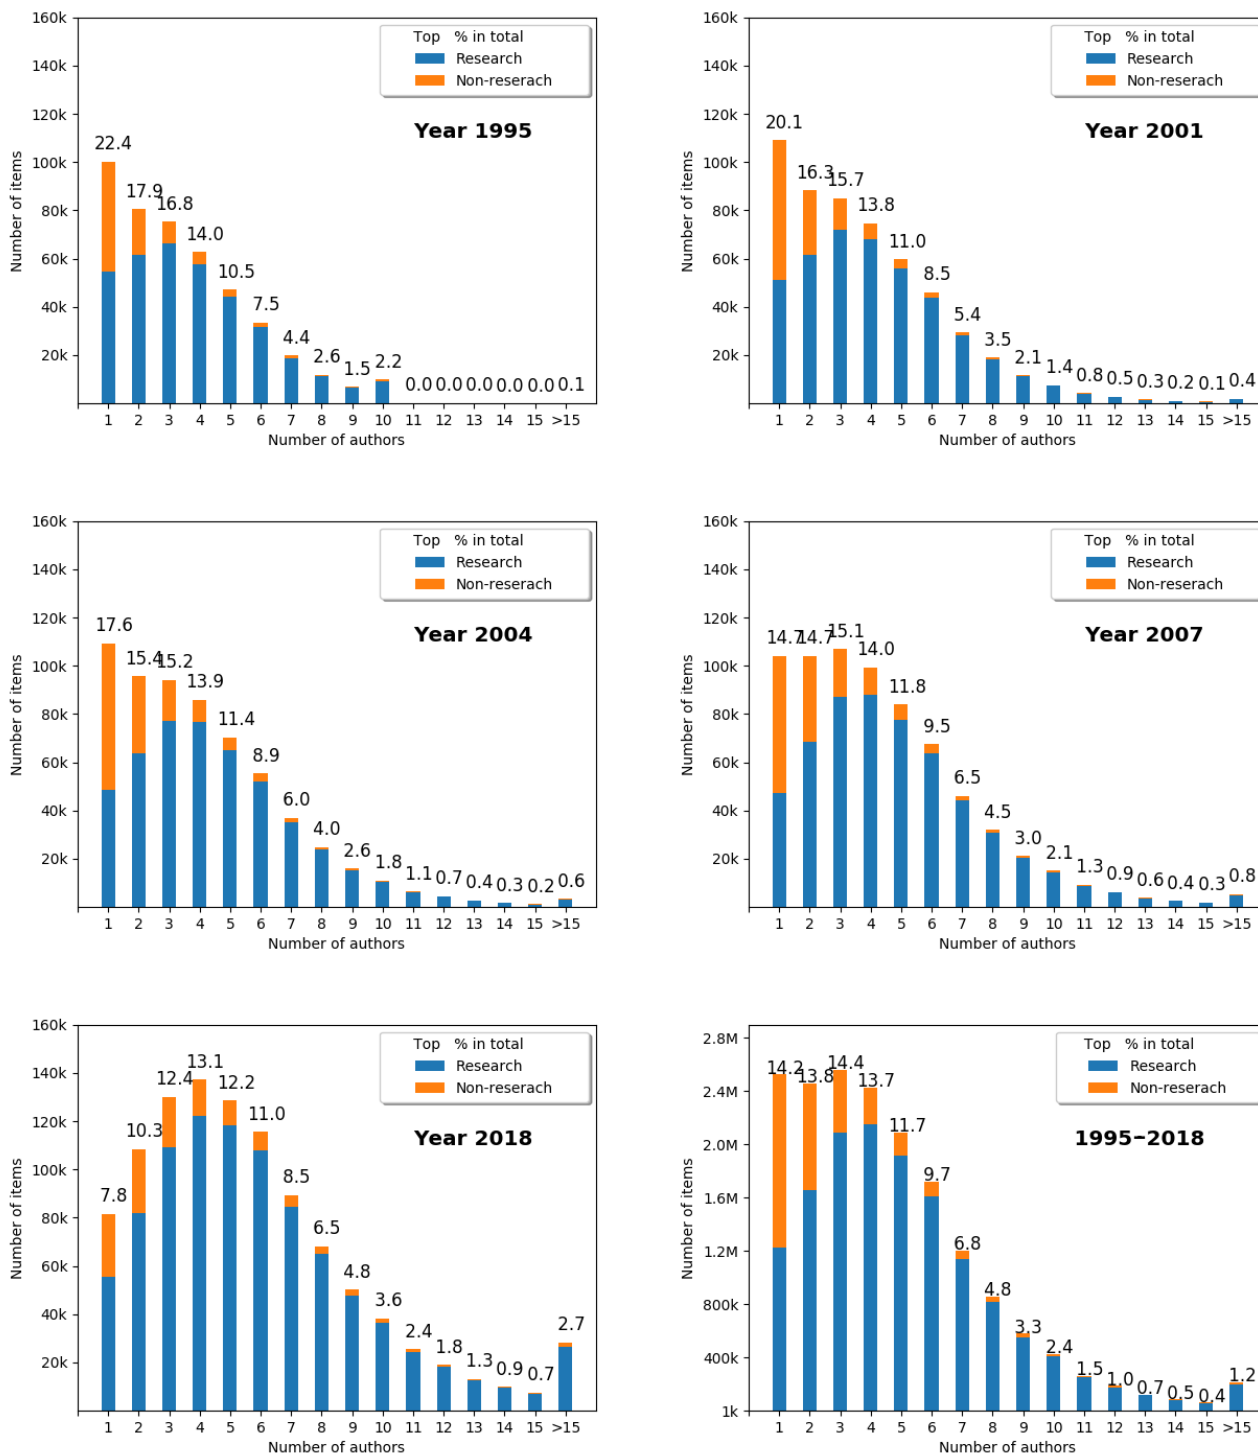 160k
140k
120k
100k
80k
60k
40k
20k
Number of items
Top % in total
Research
Non-reserach
Year 1995
22.4 17.9 16.8 14.0 10.5 7.5 4.4 2.6 1.5 2.2 0.0 0.0 0.0 0.0 0.0 0.1
1 2 3 4 5 6 7 8 9 10 11 12 13 14 15 >15
Number of authors
160k
140k
120k
100k
80k
60k
40k
20k
Number of items
Top % in total
Research
Non-reserach
Year 2001
20.1 16.3 15.7 13.8 11.0 8.5 5.4 3.5 2.1 1.4 0.8 0.5 0.3 0.2 0.1 0.4
1 2 3 4 5 6 7 8 9 10 11 12 13 14 15 >15
Number of authors
160k
140k
120k
100k
80k
60k
40k
20k
Number of items
Top % in total
Research
Non-reserach
Year 2004
17.6 15.4 15.2 13.9 11.4 8.9 6.0 4.0 2.6 1.8 1.1 0.7 0.4 0.3 0.2 0.6
1 2 3 4 5 6 7 8 9 10 11 12 13 14 15 >15
Number of authors
160k
140k
120k
100k
80k
60k
40k
20k
Number of items
Top % in total
Research
Non-reserach
Year 2007
14.7 14.7 15.1 14.0 11.8 9.5 6.5 4.5 3.0 2.1 1.3 0.9 0.6 0.4 0.3 0.8
1 2 3 4 5 6 7 8 9 10 11 12 13 14 15 >15
Number of authors
160k
140k
120k
100k
80k
60k
40k
20k
Number of items
Top % in total
Research
Non-reserach
Year 2018
7.8 10.3 12.4 13.1 12.2 11.0 8.5 6.5 4.8 3.6 2.4 1.8 1.3 0.9 0.7 2.7
1 2 3 4 5 6 7 8 9 10 11 12 13 14 15 >15
Number of authors
2.8M
2.4M
2.0M
1.6M
1.2M
800k
400k
1k
Number of items
Top % in total
Research
Non-reserach
1995-2018
14.2 13.8 14.4 13.7 11.7 9.7 6.8 4.8 3.3 2.4 1.5 1.0 0.7 0.5 0.4 1.2
1 2 3 4 5 6 7 8 9 10 11 12 13 14 15 >15
Number of authors